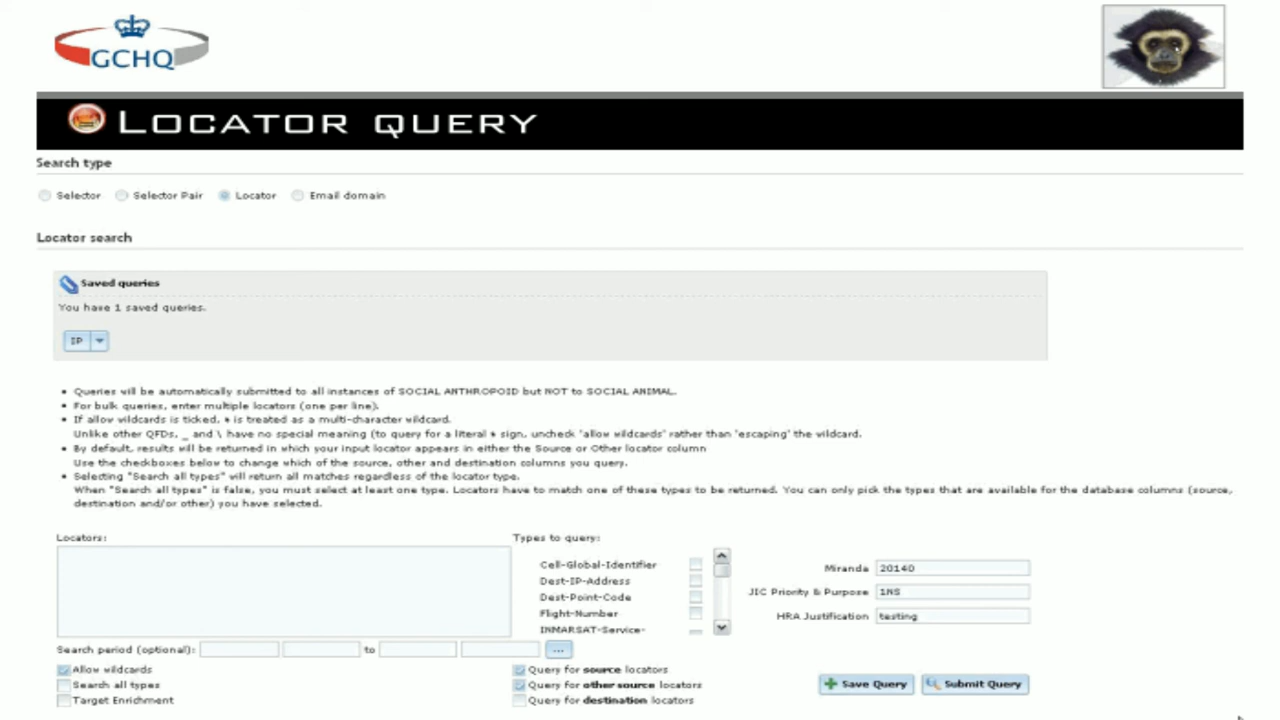 GCHQ
LOCATOR QUERY
Search type
Selector Selector Pair Locator Email domain
Locator search
Saved queries
You have 1 saved queries.
IP
Queries will be automatically submitted to all instances of SOCIAL ANTHROPOID but NOT to SOCIAL ANIMAL.
For bulk queries, enter multiple locators (one per line).
If allow wildcards is ticked, * is treated as a multi-character wildcard.
Unlike other QFDs, _ and \ have no special meaning (to query for a literal * sign, uncheck 'allow wildcards' rather than 'escaping' the wildcard.
By default, results will be returned in which your input locator appears in either the Source or Other locator column
Use the checkboxes below to change which of the source, other and destination columns you query.
Selecting "Search all types" will return all matches regardless of the locator type.
When "Search all types" is false, you must select at least one type. Locators have to match one of these types to be returned. You can only pick the types that are available for the database columns (source,
destination and/or other) you have selected.
Locators: Types to query:
Cell-Global-Identifier
Dest-IP-Address
Dest-Point-Code
Flight-Number
INMARSAT-Service-
Miranda 20140
JIC Priority & Purpose 1NS
HRA Justification testing
Search period (optional): to ...
Allow wildcards
Search all types
Target Enrichment
Query for source locators
Query for other source locators
Query for destination locators
Save Query Submit Query